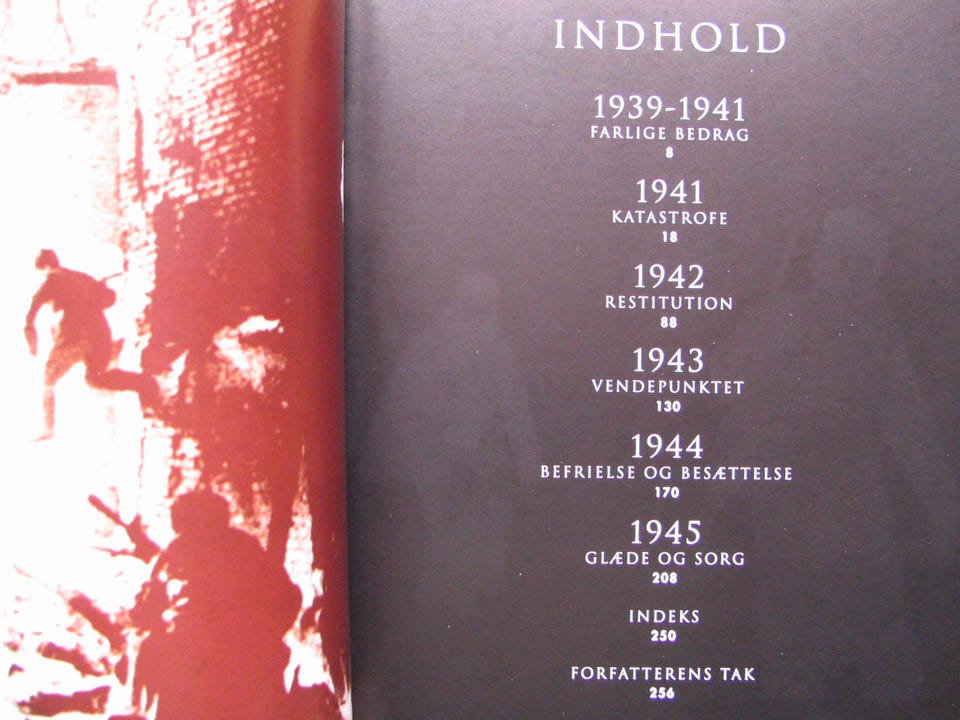 INDHOLD
1939-1941
FARLIGE BEDRAG
8
1941
KATASTROFE
18
1942
RESTITUTION
88
1943
VENDEPUNKTET
130
1944
BEFRIELSE OG BESÆTTELSE
170
1945
GLÆDE OG SORG
208
INDEKS
250
FORFATTERENS TAK
256